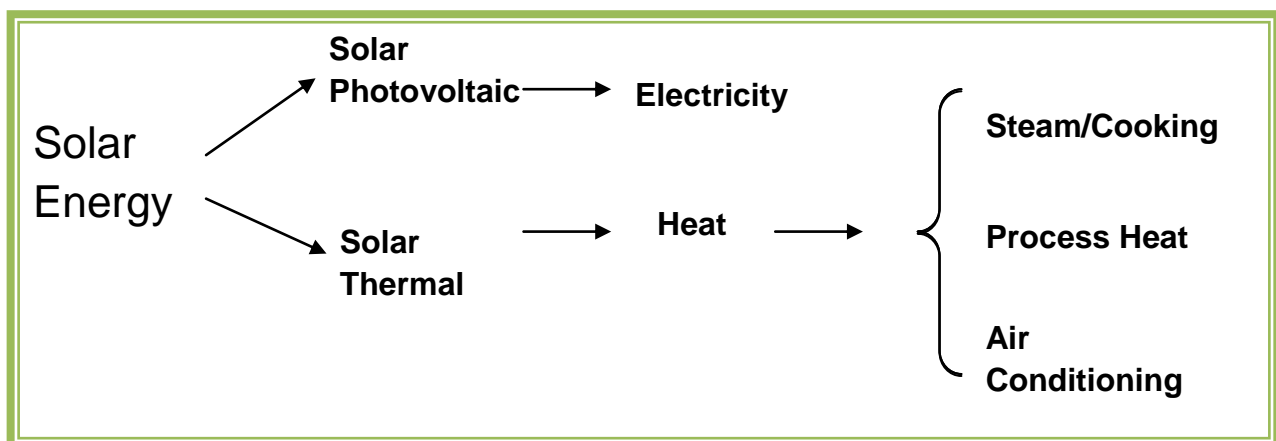 Solar
Energy
Solar
Photovoltaic
Electricity
Solar
Thermal
Heat
Steam/Cooking
Process Heat
Air
Conditioning